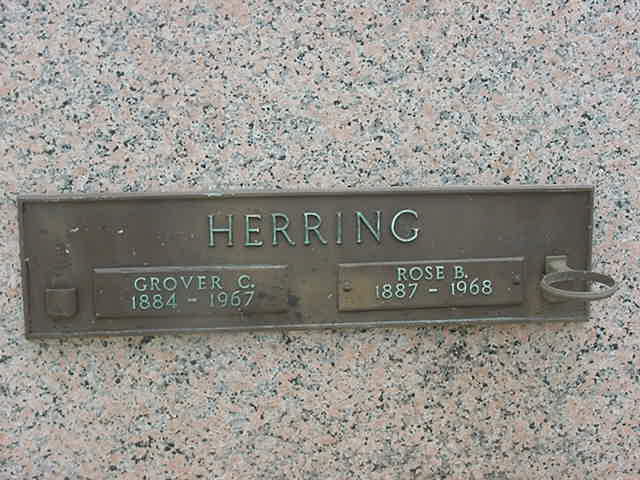 HERRING
GROVER C.
1884 - 1967
ROSE B.
1887 - 1968